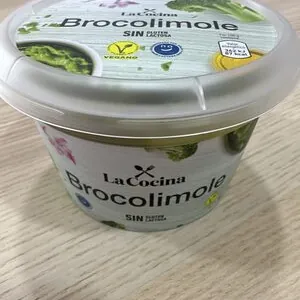 LaCocina
Brocolimole
SIN GLUTEN
LACTOSA
VEGANO
LaCocina
Brocolimole
SIN GLUTEN
LACTOSA